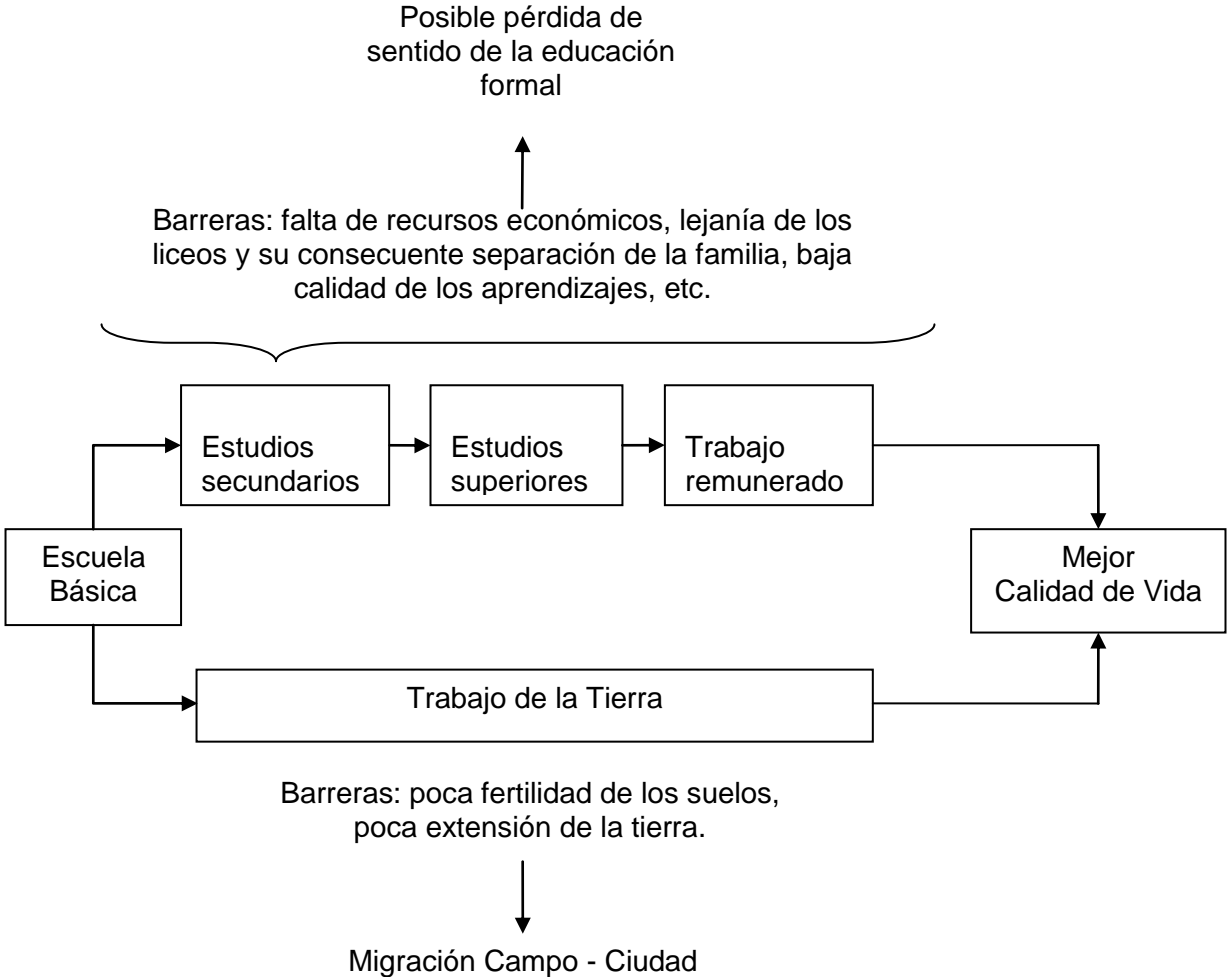 Posible pérdida de
sentido de la educación
formal
Barreras: falta de recursos económicos, lejanía de los
liceos y su consecuente separación de la familia, baja
calidad de los aprendizajes, etc.
Estudios
secundarios
Estudios
superiores
Trabajo
remunerado
Escuela
Básica
Mejor
Calidad de Vida
Trabajo de la Tierra
Barreras: poca fertilidad de los suelos,
poca extensión de la tierra.
Migración Campo - Ciudad